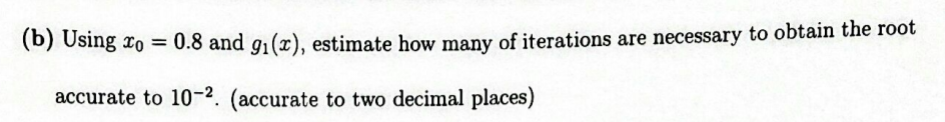 (b) Using x₀ = 0.8 and g₁(x), estimate how many of iterations are necessary to obtain the root
accurate to 10⁻². (accurate to two decimal places)